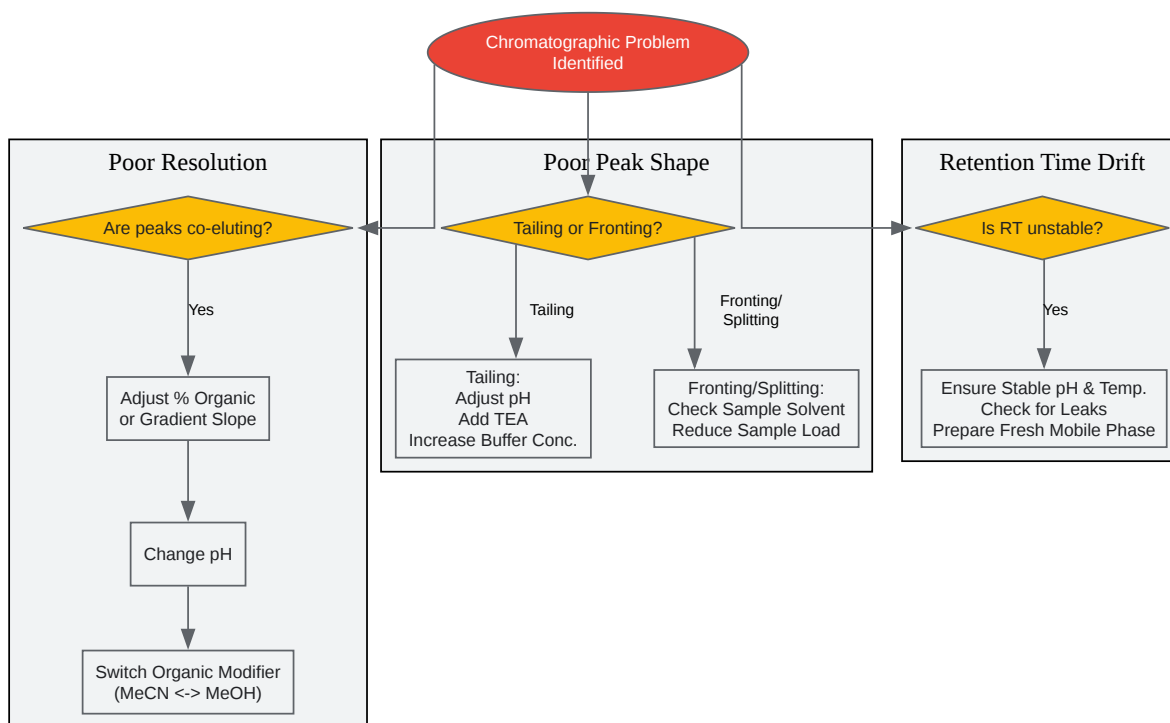 Chromatographic Problem
Identified
Poor Resolution
Are peaks co-eluting?
Yes
Adjust % Organic
or Gradient Slope
Change pH
Switch Organic Modifier
(MeCN <-> MeOH)
Poor Peak Shape
Tailing or Fronting?
Tailing
Fronting/
Splitting
Tailing:
Adjust pH
Add TEA
Increase Buffer Conc.
Fronting/Splitting:
Check Sample Solvent
Reduce Sample Load
Retention Time Drift
Is RT unstable?
Yes
Ensure Stable pH & Temp.
Check for Leaks
Prepare Fresh Mobile Phase